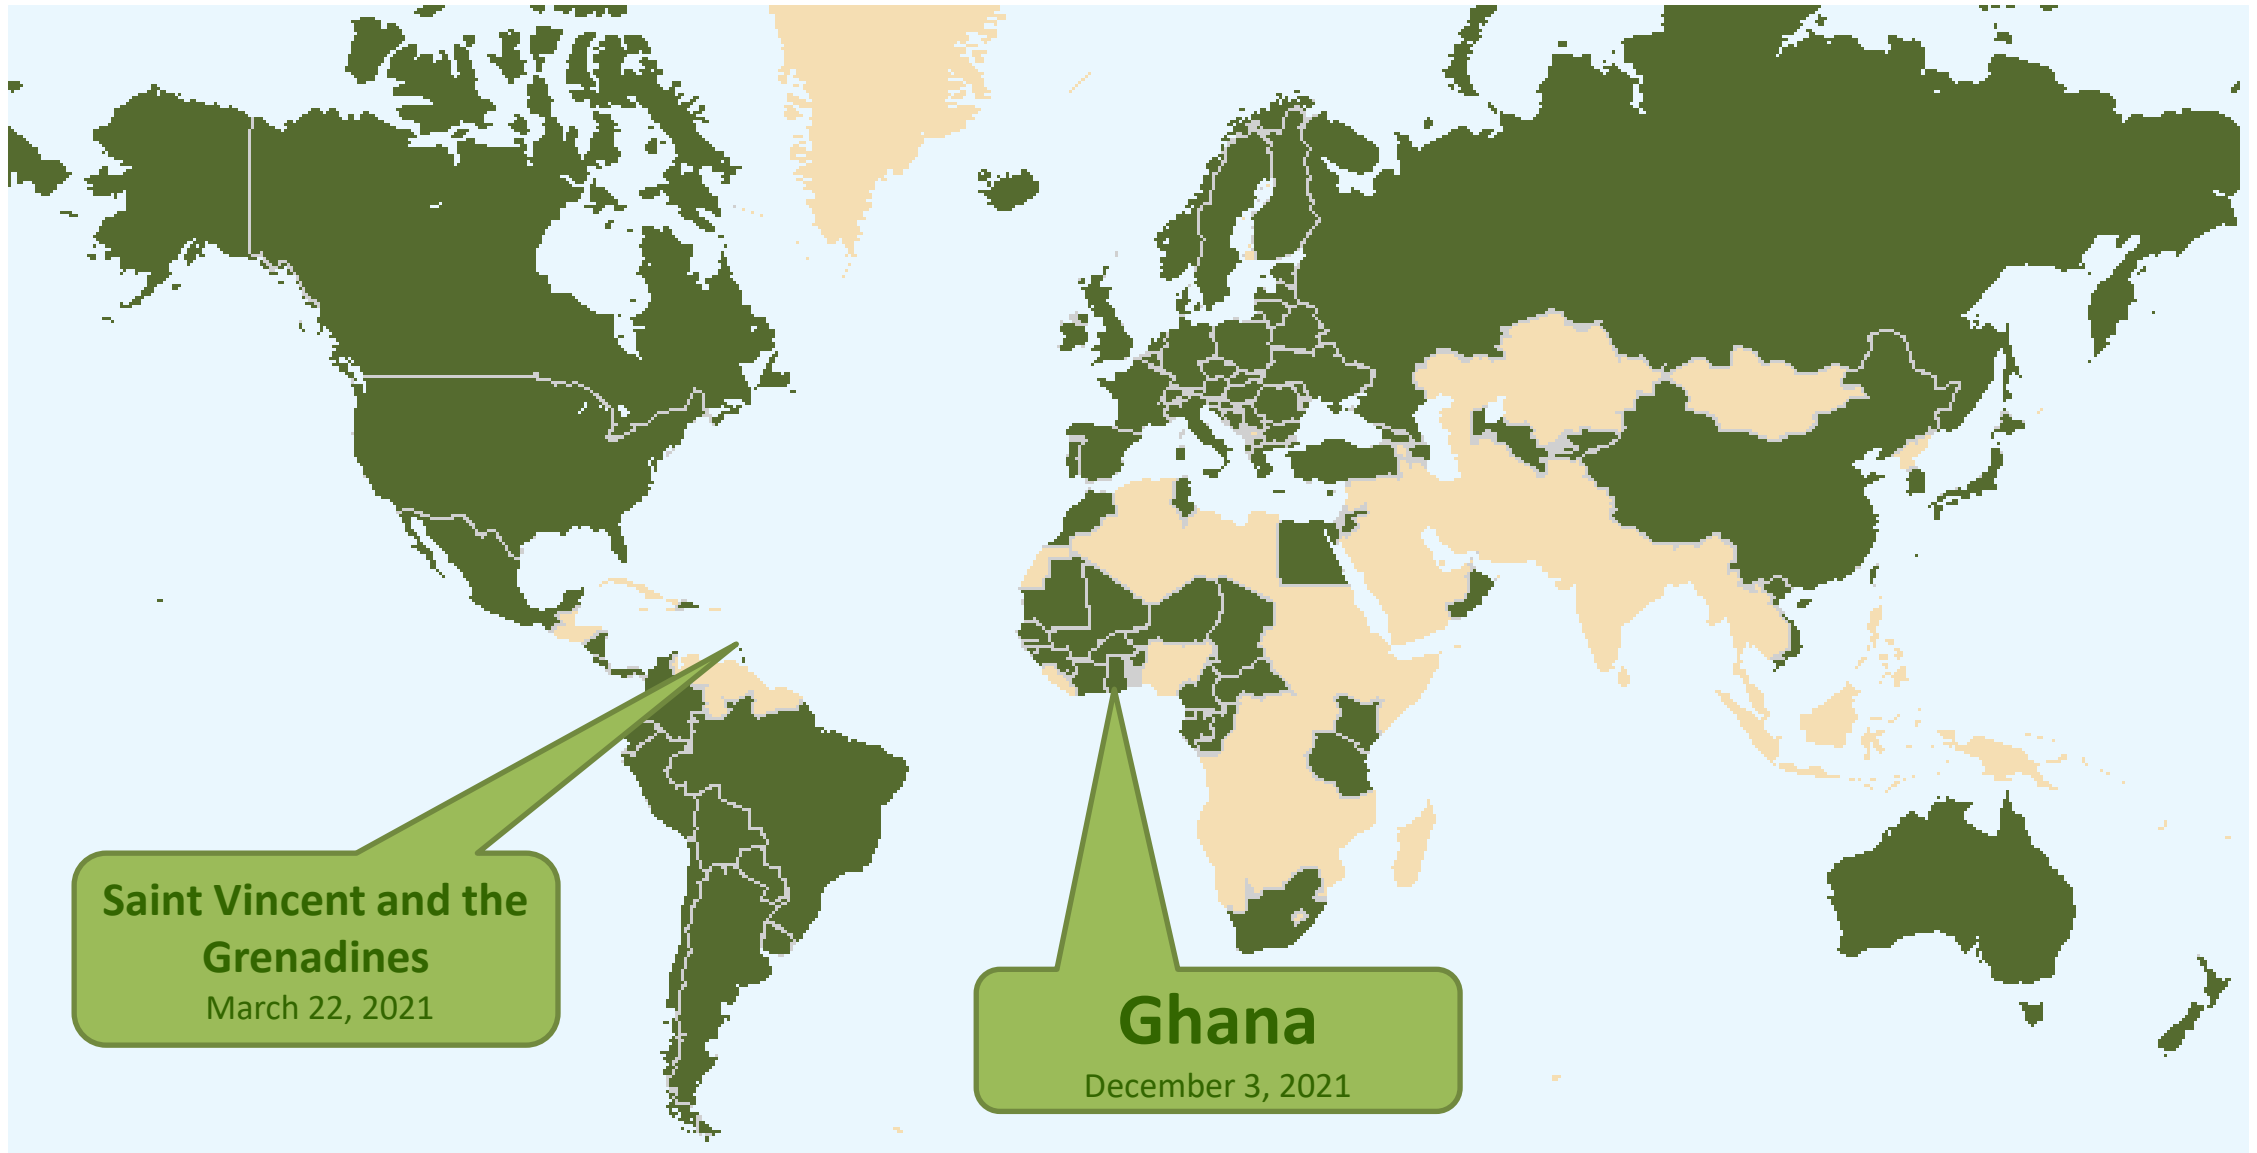 Saint Vincent and the
Grenadines
March 22, 2021
Ghana
December 3, 2021